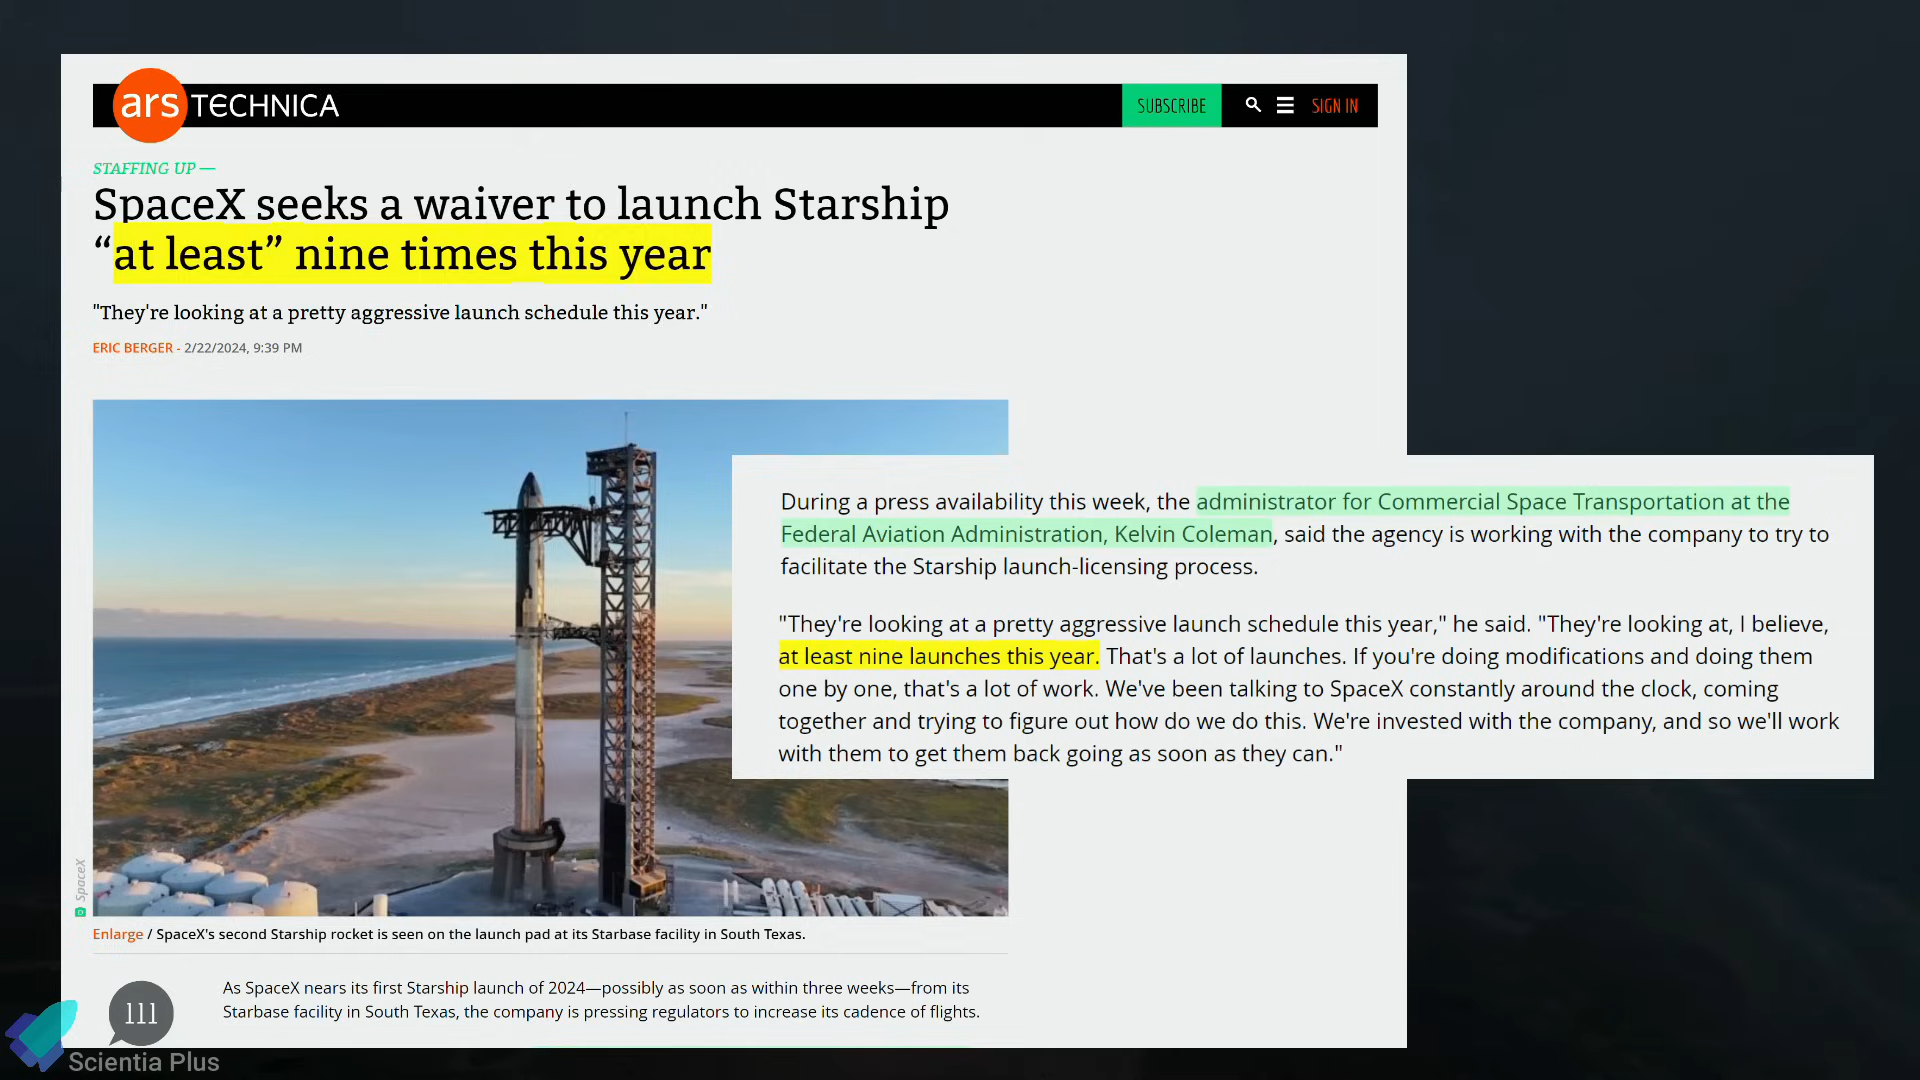 ars TECHNICA
SUBSCRIBE
SIGN IN
STAFFING UP —
SpaceX seeks a waiver to launch Starship
“at least” nine times this year
"They're looking at a pretty aggressive launch schedule this year."
ERIC BERGER - 2/22/2024, 9:39 PM
During a press availability this week, the administrator for Commercial Space Transportation at the
Federal Aviation Administration, Kelvin Coleman, said the agency is working with the company to try to
facilitate the Starship launch-licensing process.
"They're looking at a pretty aggressive launch schedule this year," he said. "They're looking at, I believe,
at least nine launches this year. That's a lot of launches. If you're doing modifications and doing them
one by one, that's a lot of work. We've been talking to SpaceX constantly around the clock, coming
together and trying to figure out how do we do this. We're invested with the company, and so we'll work
with them to get them back going as soon as they can."
SpaceX
Enlarge / SpaceX's second Starship rocket is seen on the launch pad at its Starbase facility in South Texas.
111
As SpaceX nears its first Starship launch of 2024—possibly as soon as within three weeks—from its
Starbase facility in South Texas, the company is pressing regulators to increase its cadence of flights.
Scientia Plus